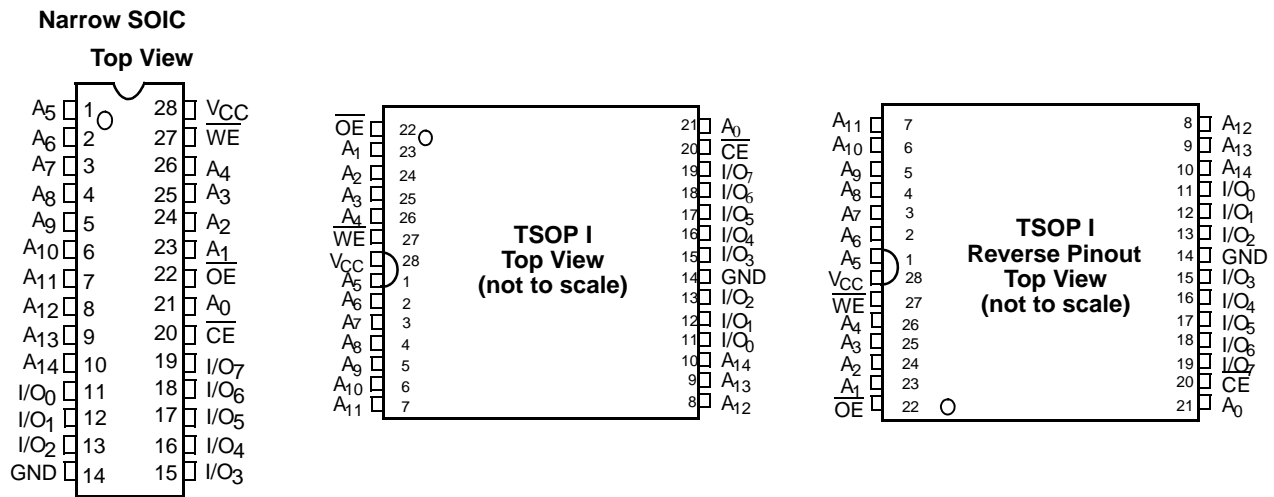 Narrow SOIC
Top View
A5 1 28 VCC
A6 2 27 W̅E̅
A7 3 26 A4
A8 4 25 A3
A9 5 24 A2
A10 6 23 A1
A11 7 22 O̅E̅
A12 8 21 A0
A13 9 20 C̅E̅
A14 10 19 I/O7
I/O0 11 18 I/O6
I/O1 12 17 I/O5
I/O2 13 16 I/O4
GND 14 15 I/O3
O̅E̅ 22 21 A0
A1 23 20 C̅E̅
A2 24 19 I/O7
A3 25 18 I/O6
A4 26 17 I/O5
W̅E̅ 27 16 I/O4
VCC 28 15 I/O3
A5 1 14 GND
A6 2 13 I/O2
A7 3 12 I/O1
A8 4 11 I/O0
A9 5 10 A14
A10 6 9 A13
A11 7 8 A12
TSOP I
Top View
(not to scale)
A11 7 8 A12
A10 6 9 A13
A9 5 10 A14
A8 4 11 I/O0
A7 3 12 I/O1
A6 2 13 I/O2
A5 1 14 GND
VCC 28 15 I/O3
W̅E̅ 27 16 I/O4
A4 26 17 I/O5
A3 25 18 I/O6
A2 24 19 I/O7
A1 23 20 C̅E̅
O̅E̅ 22 21 A0
TSOP I
Reverse Pinout
Top View
(not to scale)